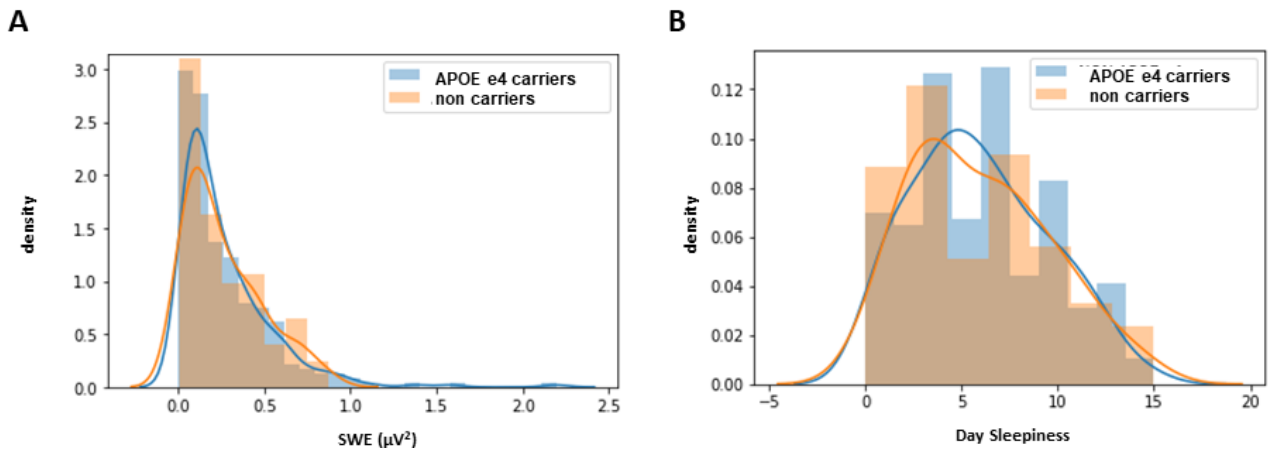 A
B
APOE e4 carriers
non carriers
3.0
2.5
2.0
1.5
1.0
0.5
0.0
density
0.0 0.5 1.0 1.5 2.0 2.5
SWE (µV²)
APOE e4 carriers
non carriers
0.12
0.10
0.08
0.06
0.04
0.02
0.00
density
−5 0 5 10 15 20
Day Sleepiness